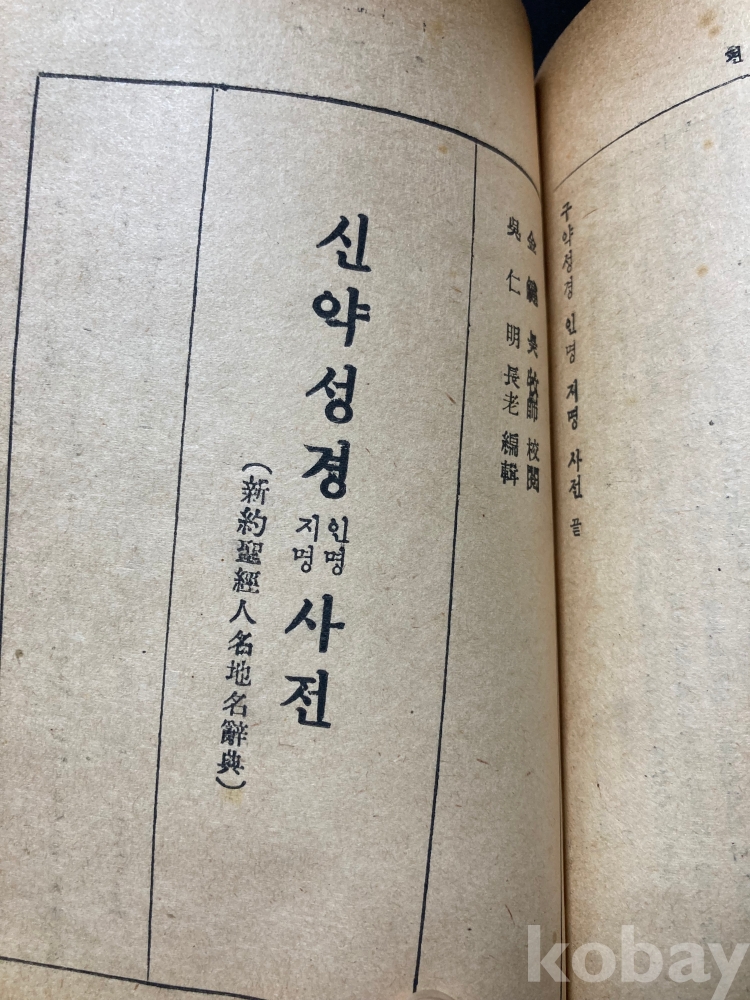 구약성경 인명 지명 사전 끝
金 牧師 校閱
吳仁明 長老 編輯
신약성경 인명 지명 사전
(新約聖經人名地名辭典)
kobay